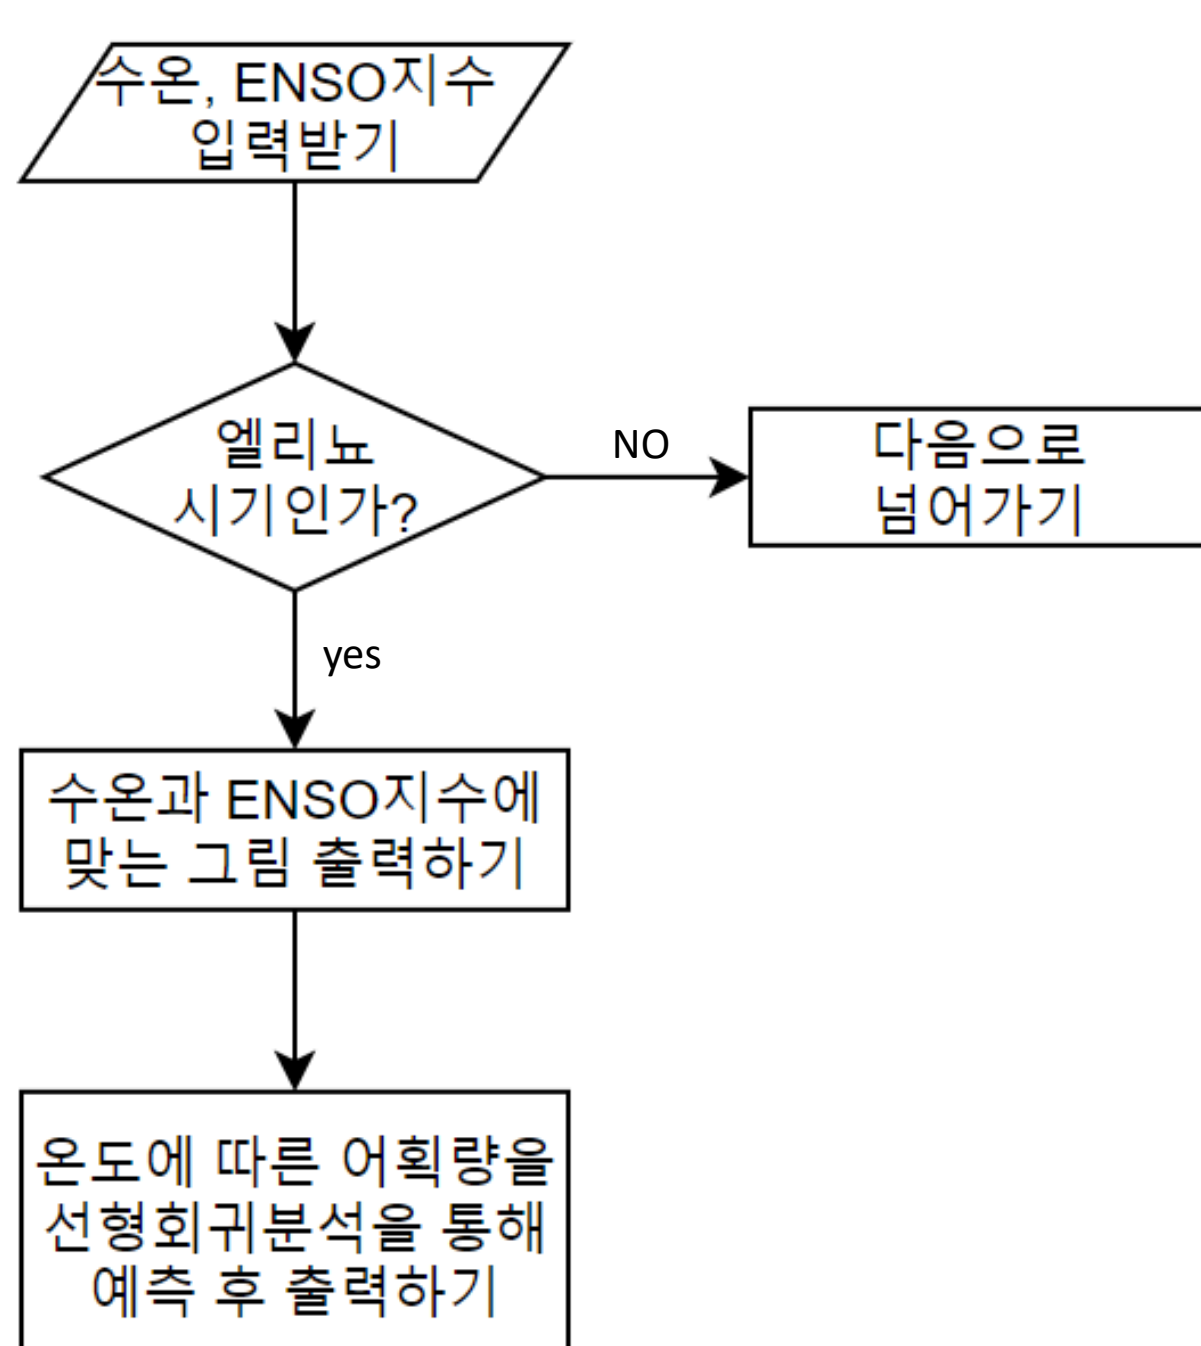 수온, ENSO지수
입력받기
엘리뇨
시기인가?
NO
다음으로
넘어가기
yes
수온과 ENSO지수에
맞는 그림 출력하기
온도에 따른 어획량을
선형회귀분석을 통해
예측 후 출력하기